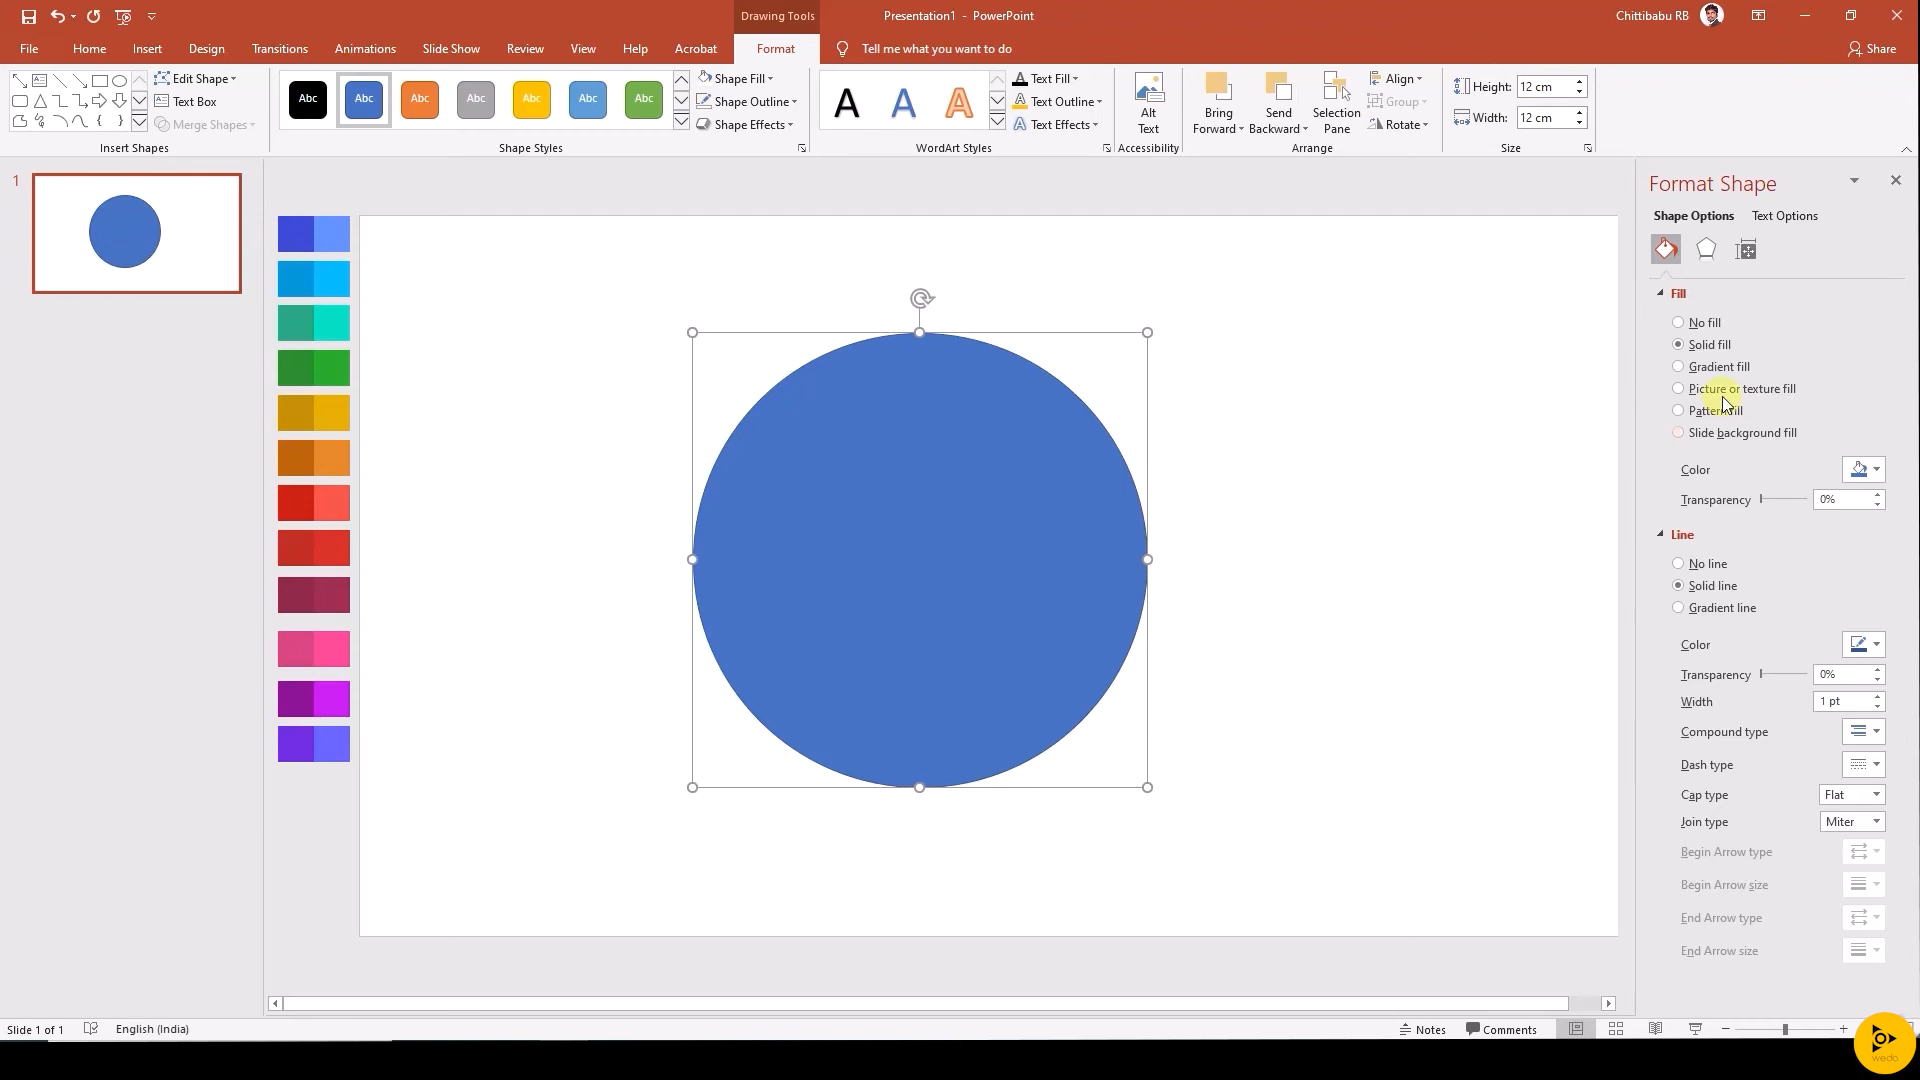 Drawing Tools
Presentation1 - PowerPoint
Chittibabu RB
File Home Insert Design Transitions Animations Slide Show Review View Help Acrobat Format Tell me what you want to do Share
Edit Shape
Text Box
Merge Shapes
Insert Shapes
Abc Abc Abc Abc Abc Abc Abc
Shape Fill
Shape Outline
Shape Effects
Shape Styles
A A A
Text Fill
Text Outline
Text Effects
WordArt Styles
Alt
Text
Accessibility
Bring
Forward
Send
Backward
Selection
Pane
Align
Group
Rotate
Arrange
Height: 12 cm
Width: 12 cm
Size
1
Format Shape
Shape Options Text Options
Fill
No fill
Solid fill
Gradient fill
Picture or texture fill
Pattern fill
Slide background fill
Color
Transparency 0%
Line
No line
Solid line
Gradient line
Color
Transparency 0%
Width 1 pt
Compound type
Dash type
Cap type Flat
Join type Miter
Begin Arrow type
Begin Arrow size
End Arrow type
End Arrow size
Slide 1 of 1 English (India) Notes Comments
wedo